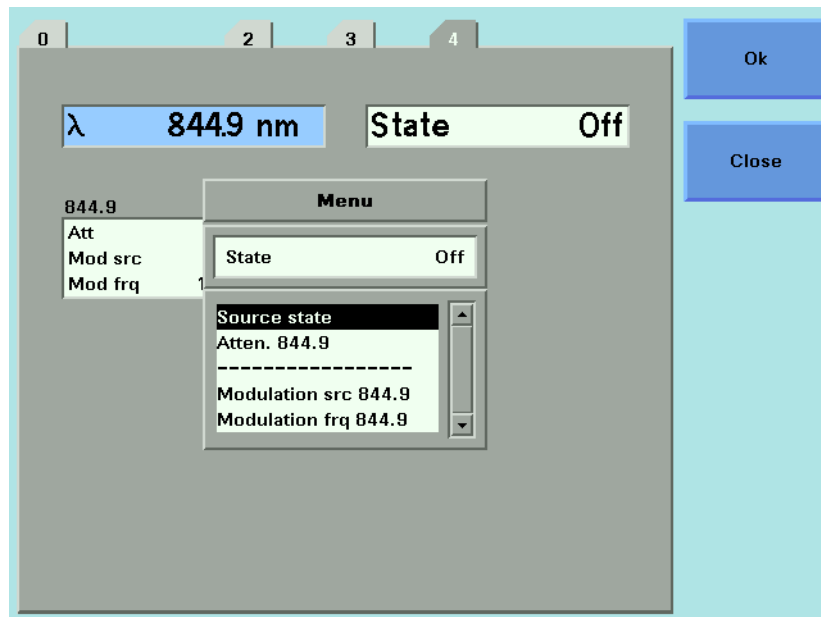 0
2
3
4
Ok
λ 844.9 nm
State Off
Close
844.9
Att
Mod src
Mod frq 1
Menu
State Off
Source state
Atten. 844.9
------------------
Modulation src 844.9
Modulation frq 844.9